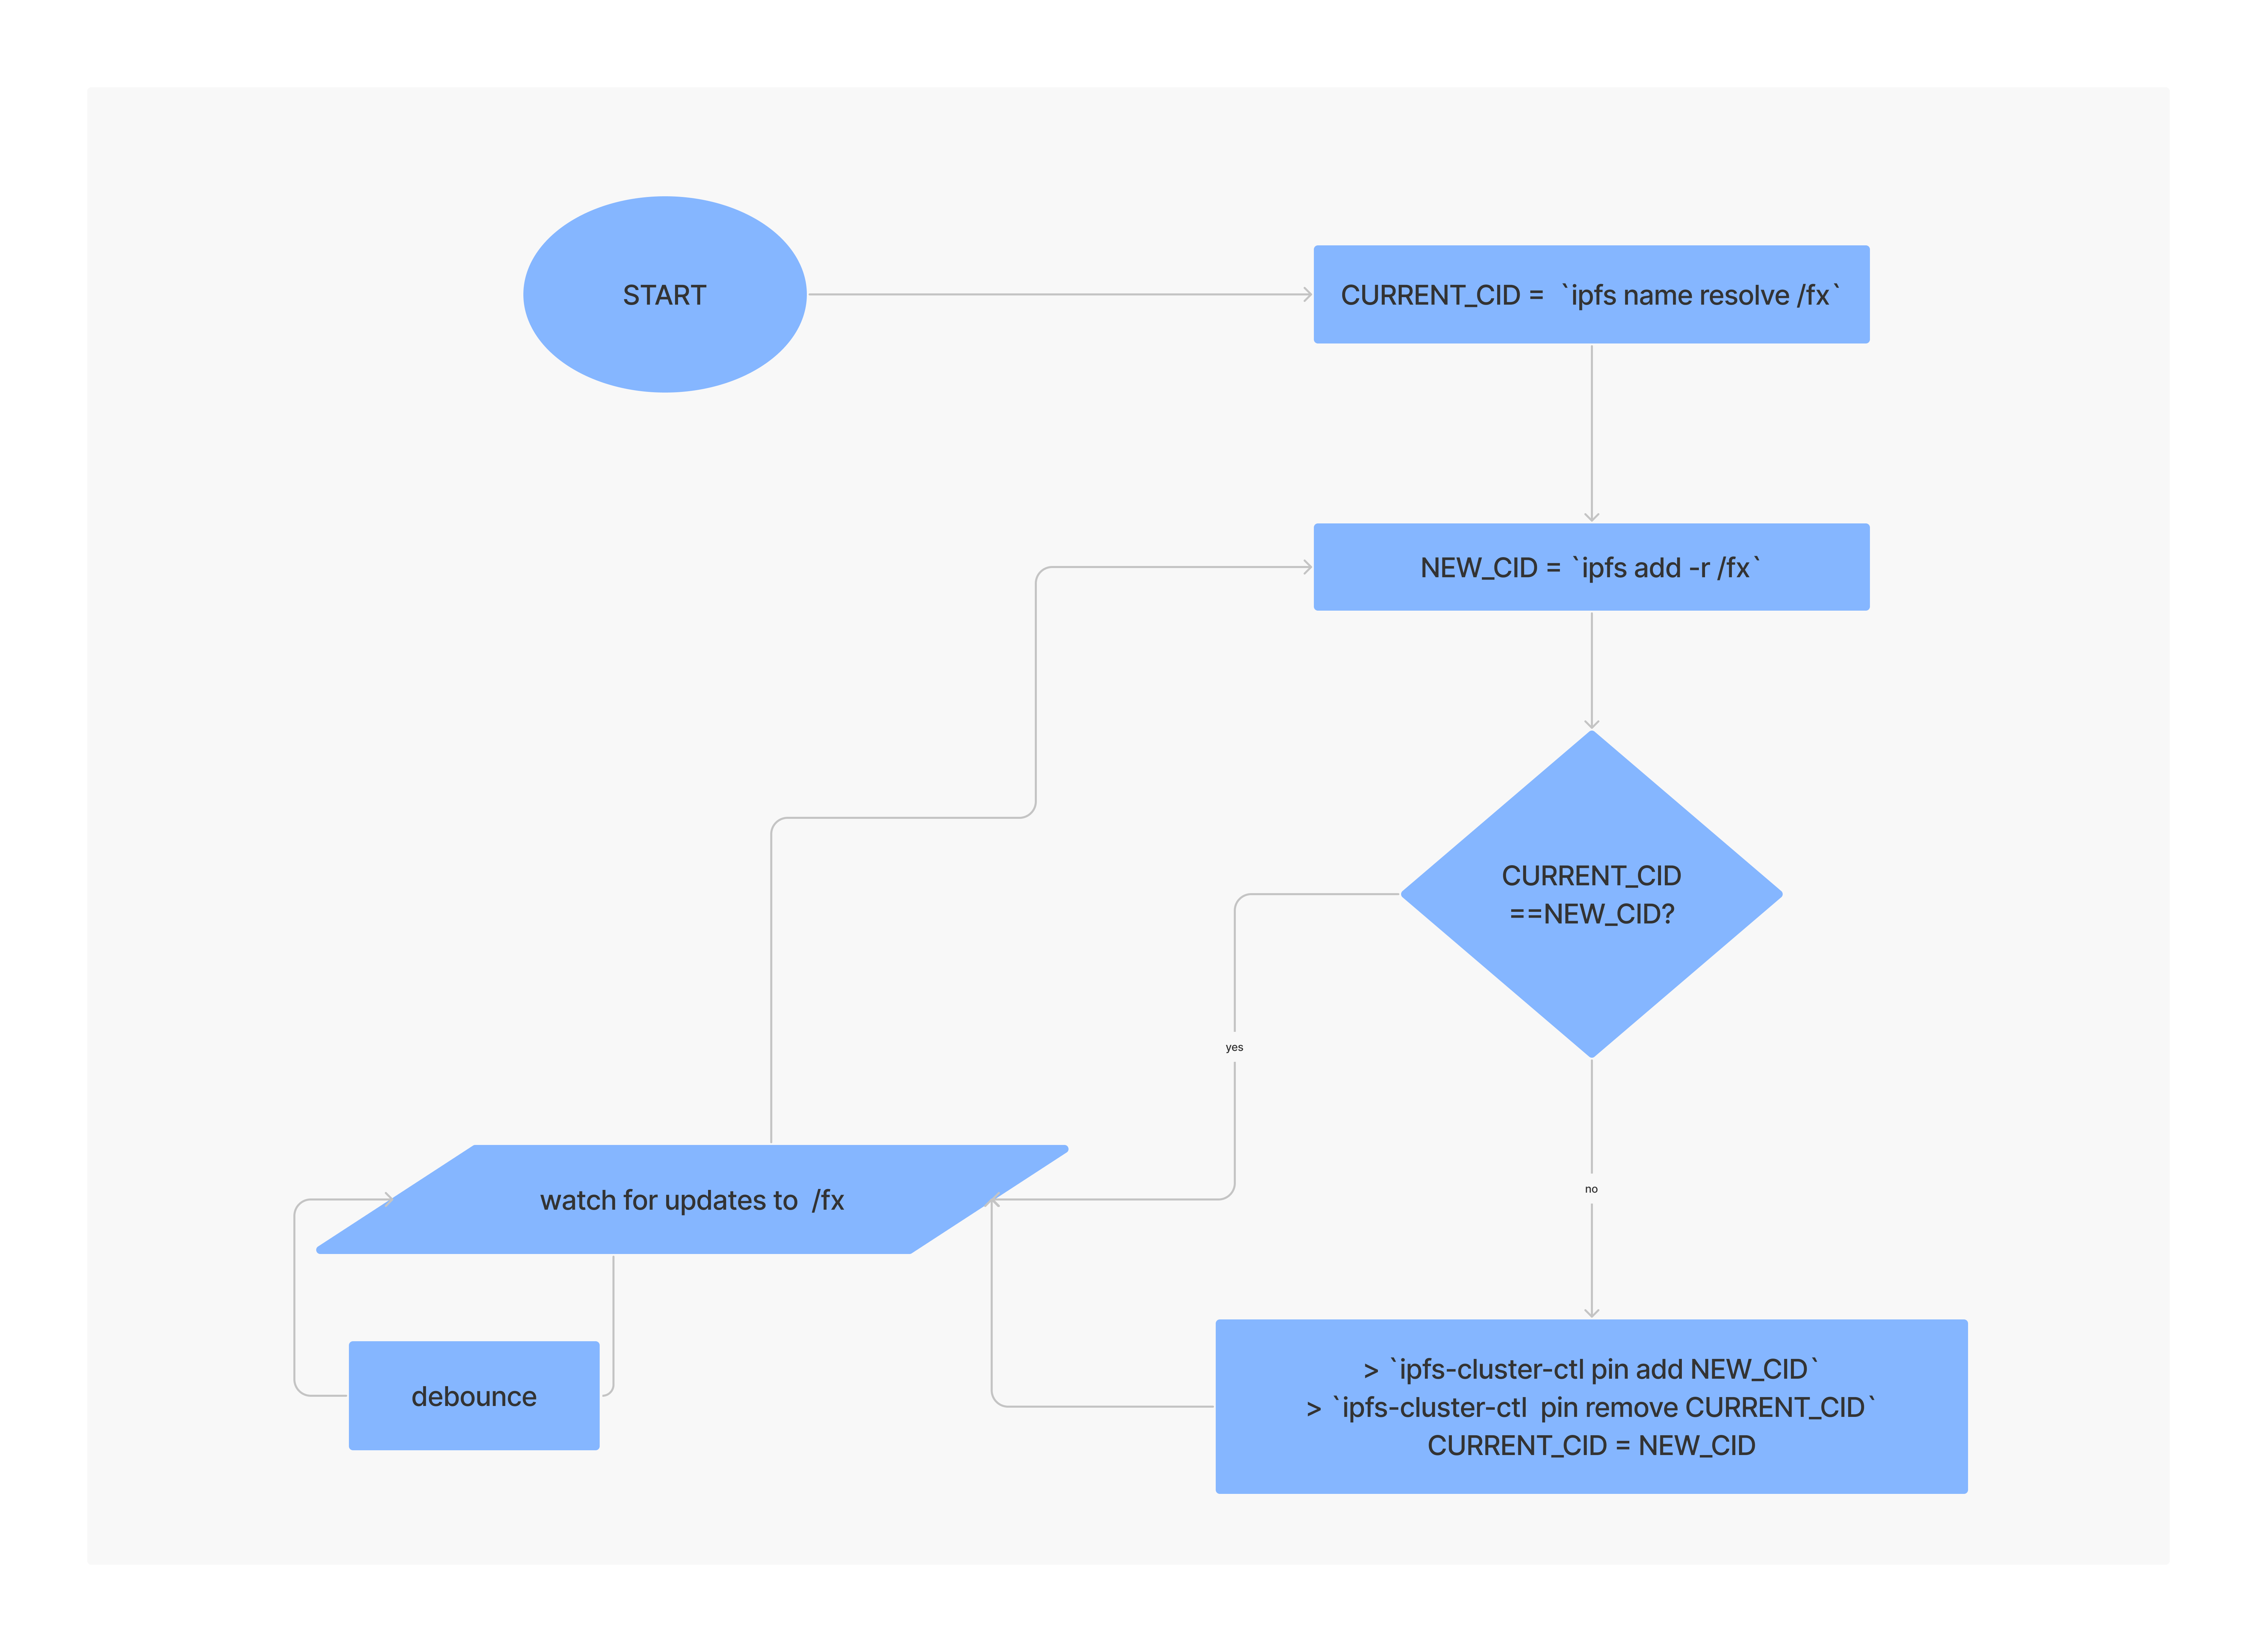 START
CURRENT_CID =  `ipfs name resolve /fx`
NEW_CID = `ipfs add -r /fx`
CURRENT_CID
==NEW_CID?
yes
no
watch for updates to  /fx
debounce
> `ipfs-cluster-ctl pin add NEW_CID`
> `ipfs-cluster-ctl  pin remove CURRENT_CID`
CURRENT_CID = NEW_CID